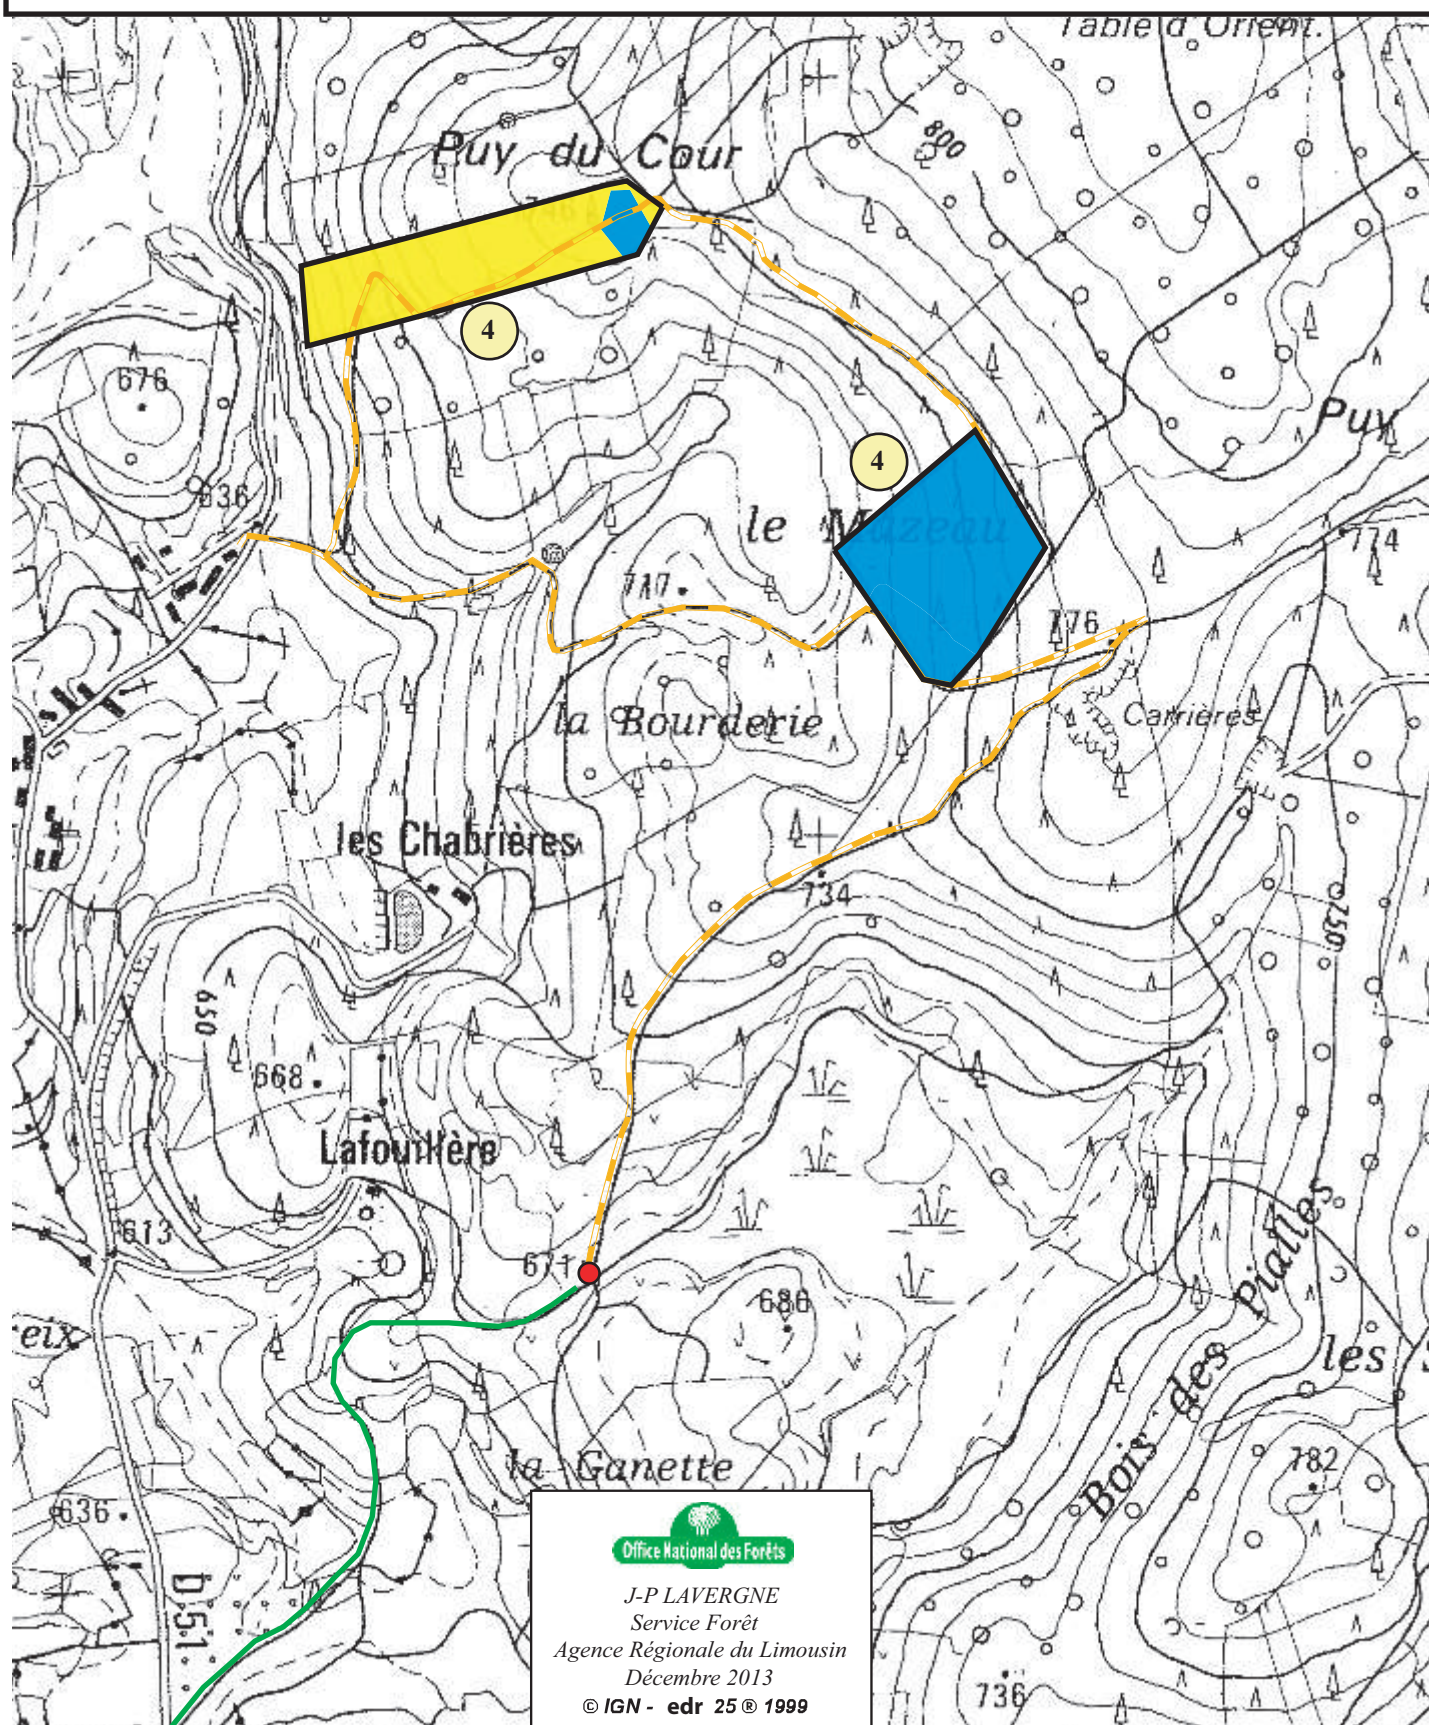 Table d'Orient.
Puy du Cour
800
746
4
676
Puy
636
4
le Mazeau
774
717
776
la Bourderie
Carrières
les Chabrières
734
750
650
668
Lafouillère
613
671
686
Bois des Pialles
eix
les
la Ganette
782
636
D.51
736
Office National des Forêts
J-P LAVERGNE
Service Forêt
Agence Régionale du Limousin
Décembre 2013
© IGN - edr 25 ® 1999